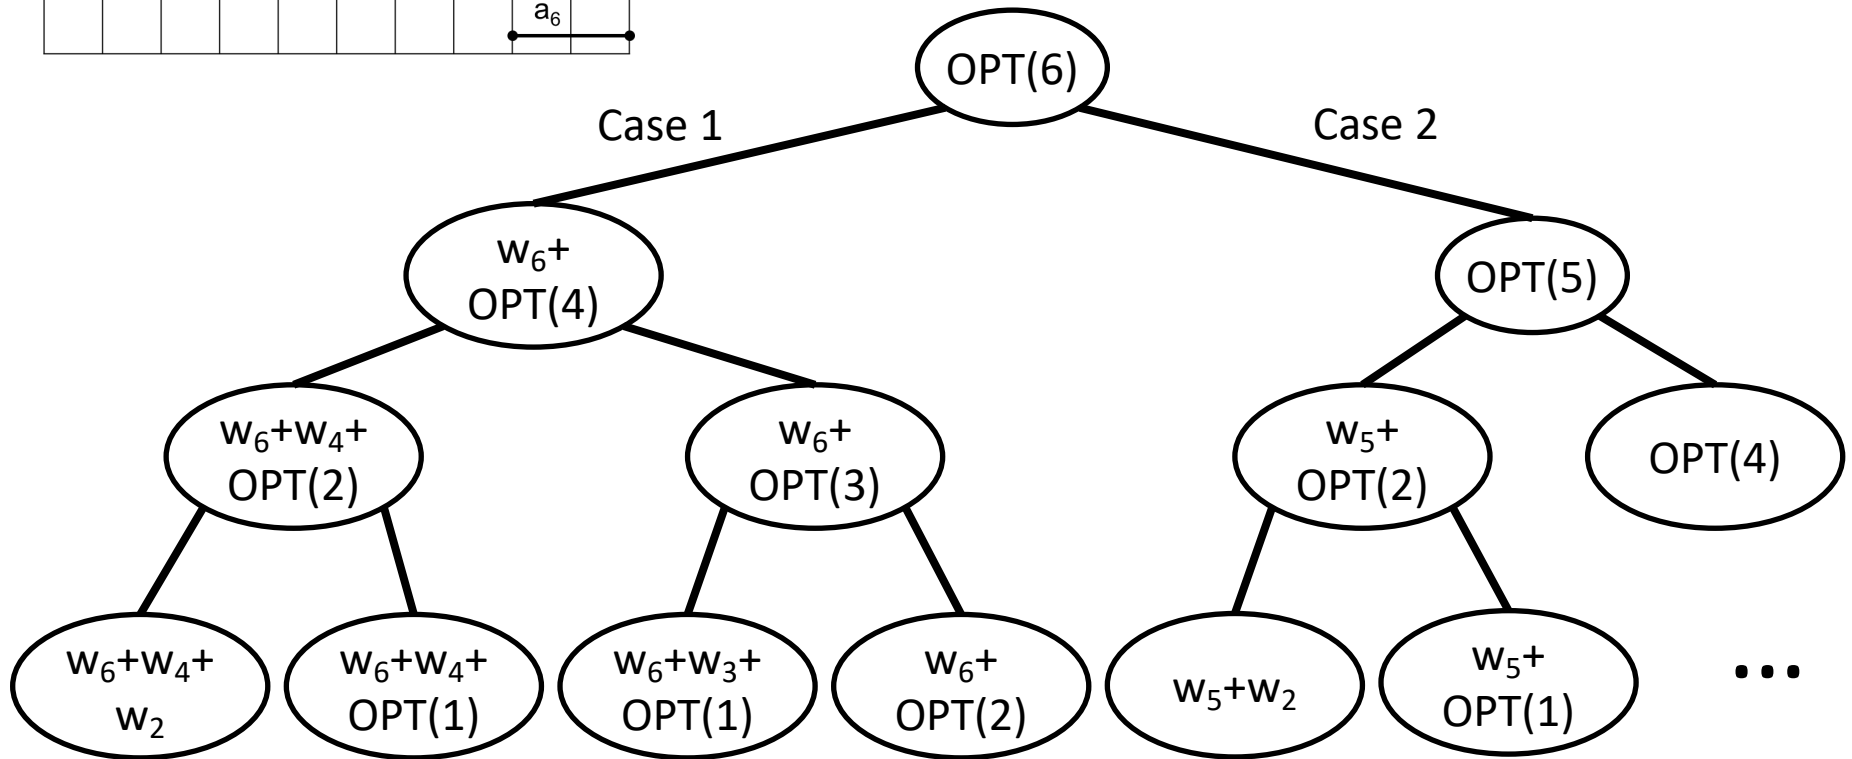 a₆
OPT(6)
Case 1
Case 2
w₆+
OPT(4)
OPT(5)
w₆+w₄+
OPT(2)
w₆+
OPT(3)
w₅+
OPT(2)
OPT(4)
w₆+w₄+
w₂
w₆+w₄+
OPT(1)
w₆+w₃+
OPT(1)
w₆+
OPT(2)
w₅+w₂
w₅+
OPT(1)
...